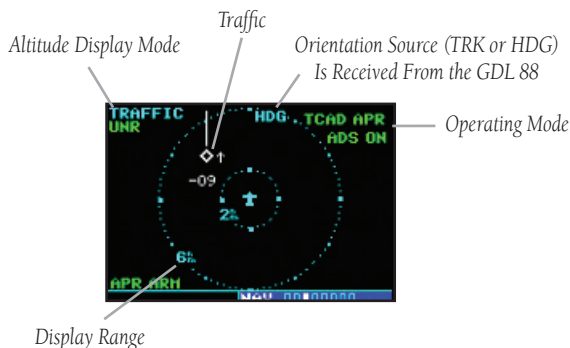 Traffic
Altitude Display Mode
Orientation Source (TRK or HDG)
Is Received From the GDL 88
TRAFFIC
HDG
TCAD APR
UNR
ADS ON
Operating Mode
-09
2
6
APR ARM
Display Range